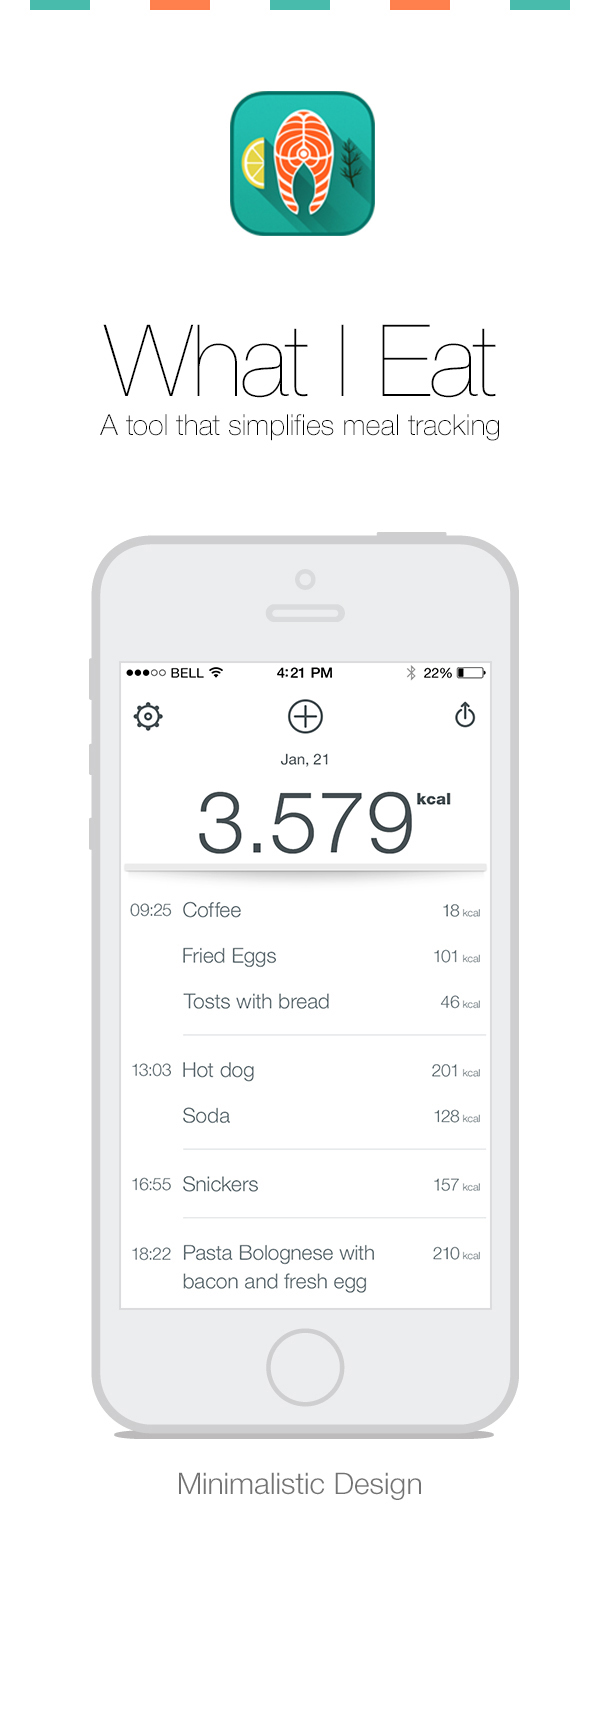 What I Eat
A tool that simplifies meal tracking
BELL 4:21 PM 22%
Jan, 21
3.579 kcal
09:25 Coffee 18 kcal
Fried Eggs 101 kcal
Tosts with bread 46 kcal
13:03 Hot dog 201 kcal
Soda 128 kcal
16:55 Snickers 157 kcal
18:22 Pasta Bolognese with 210 kcal
bacon and fresh egg
Minimalistic Design